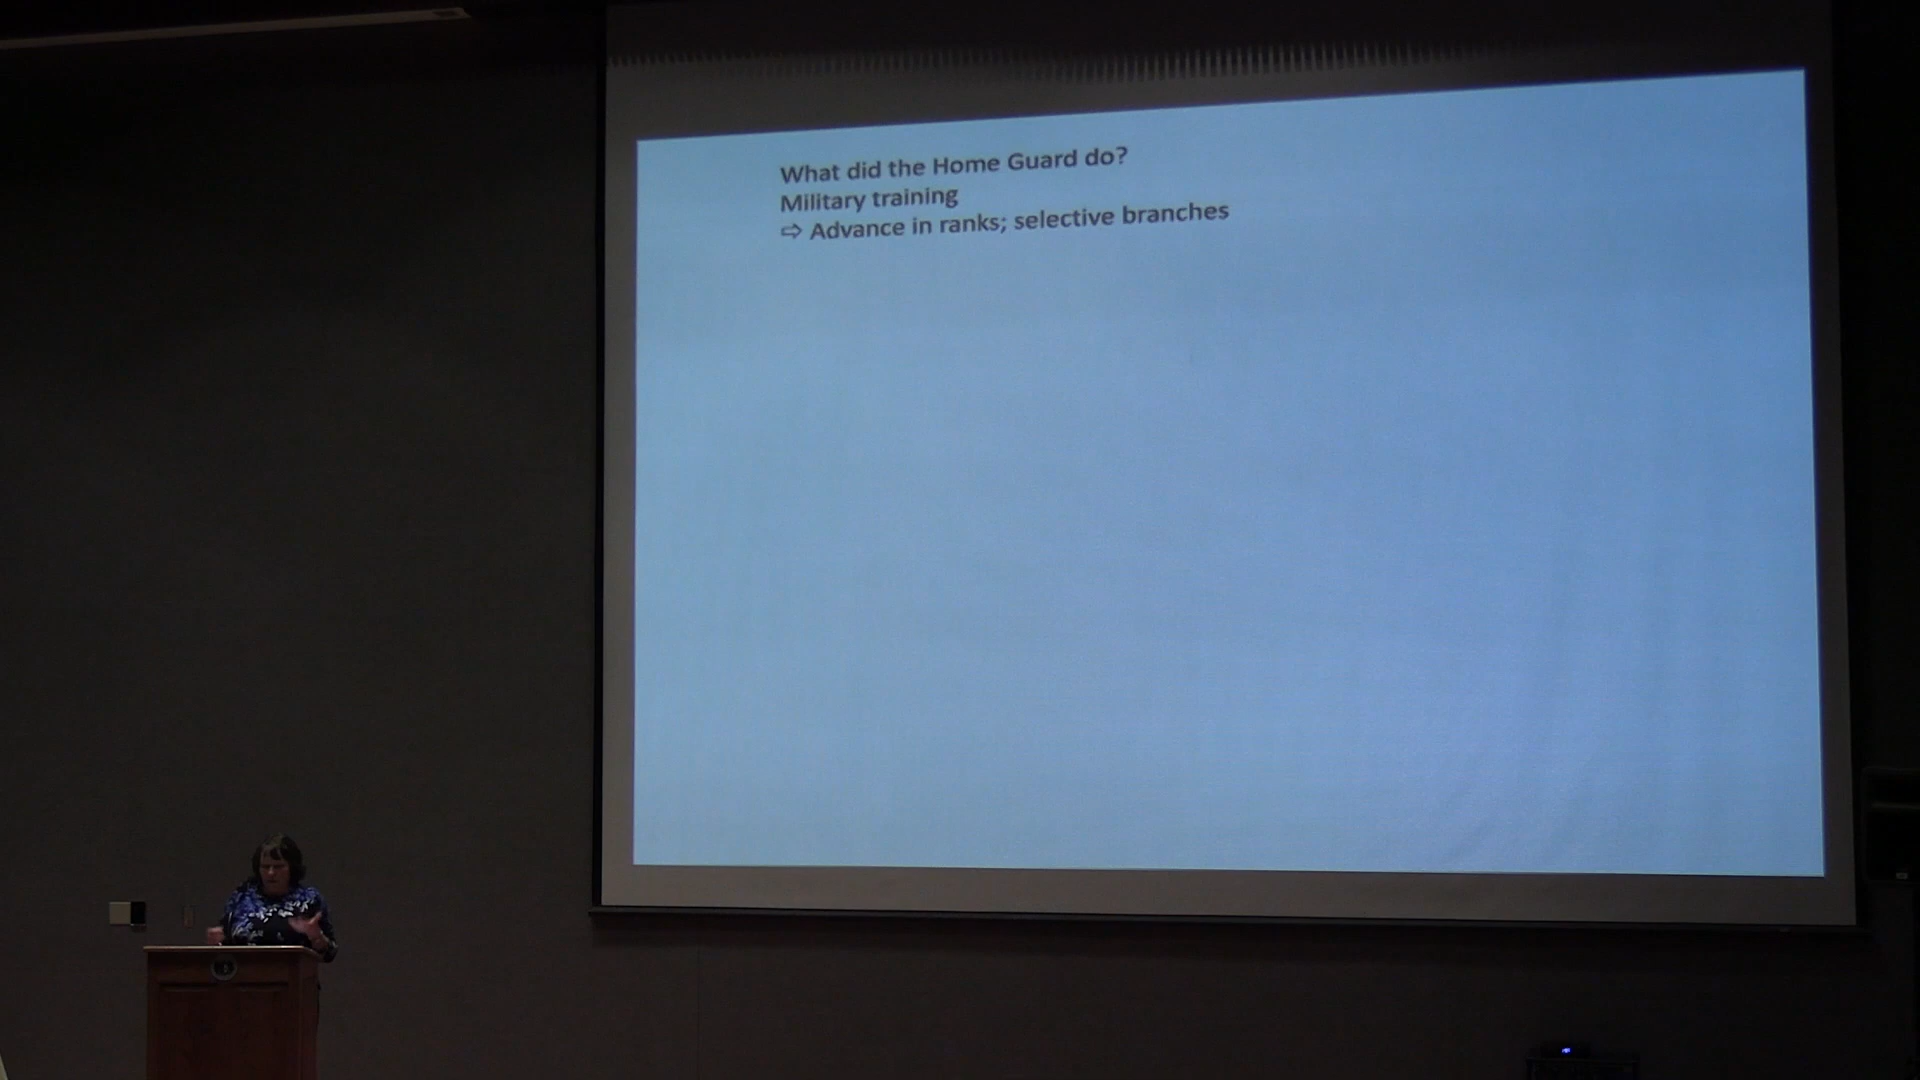 What did the Home Guard do?
Military training
⇨ Advance in ranks; selective branches